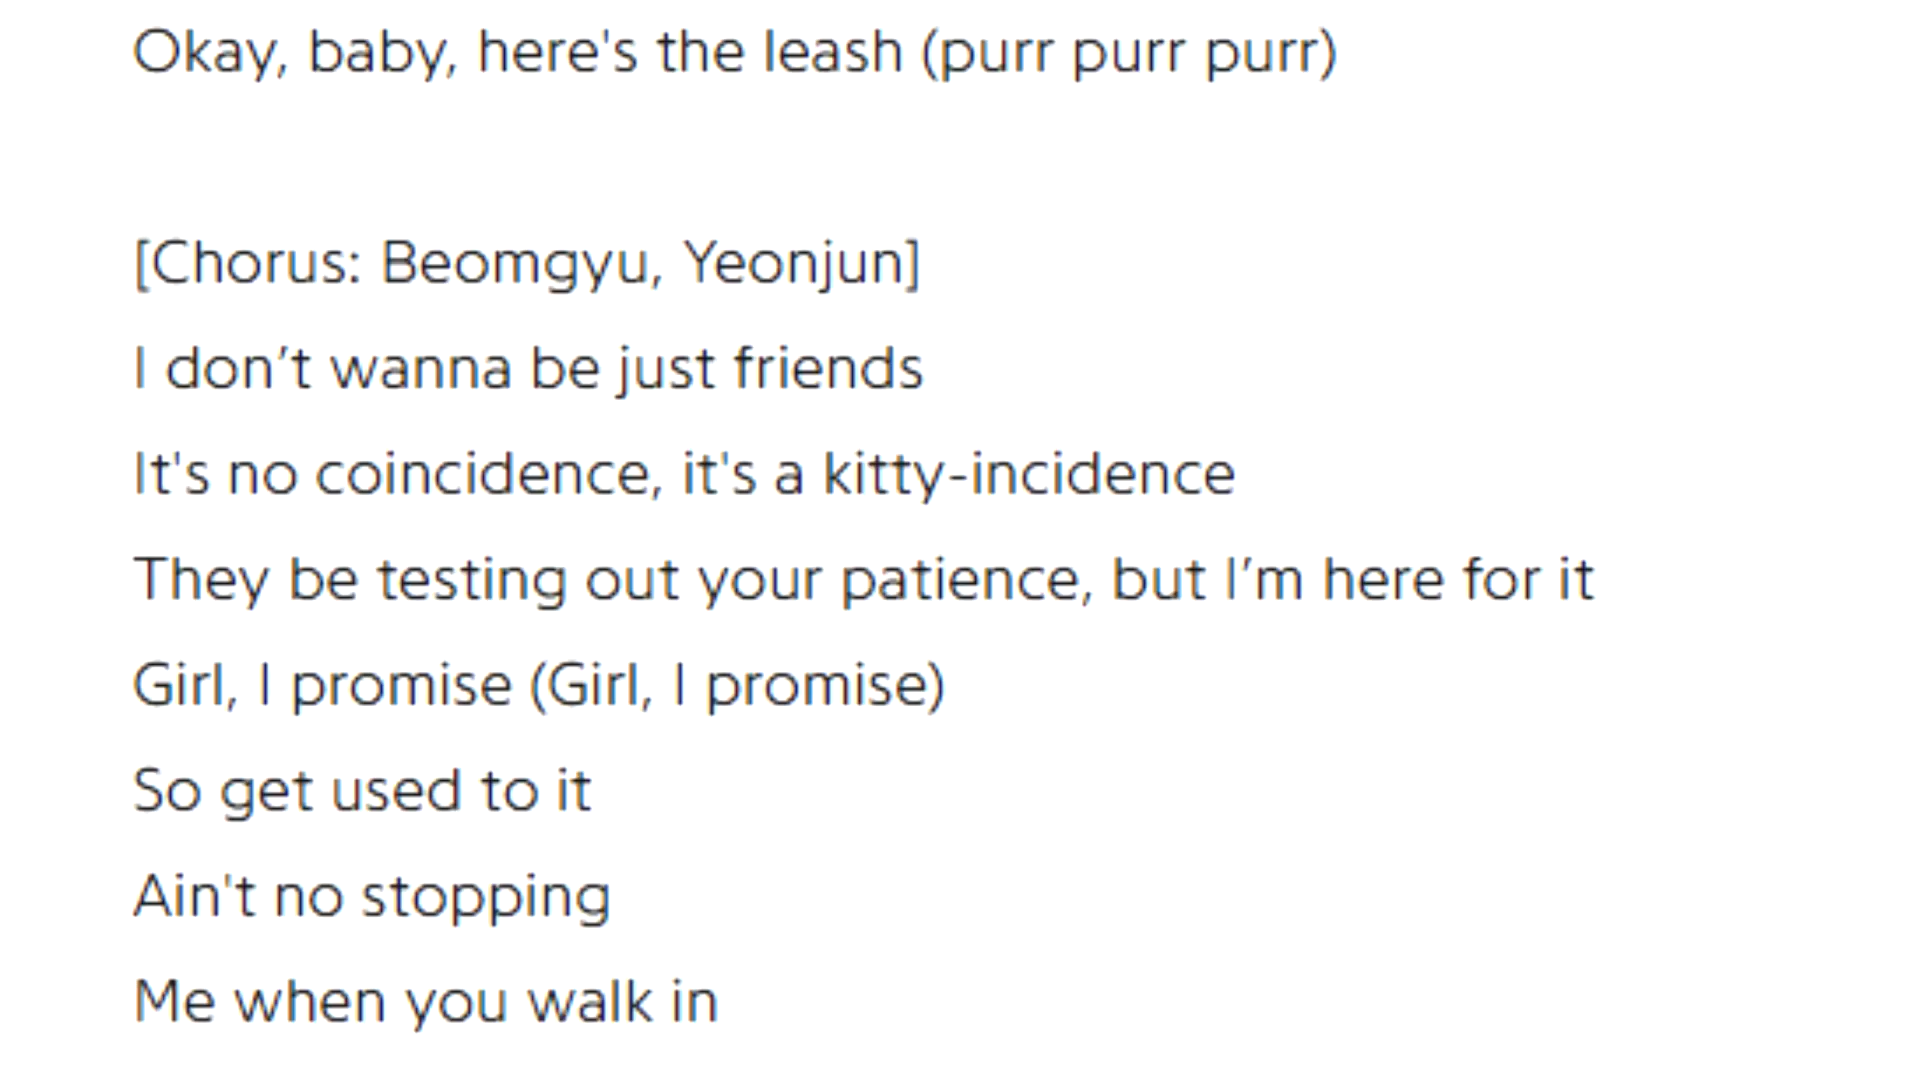 Okay, baby, here's the leash (purr purr purr)
[Chorus: Beomgyu, Yeonjun]
I don’t wanna be just friends
It's no coincidence, it's a kitty-incidence
They be testing out your patience, but I’m here for it
Girl, I promise (Girl, I promise)
So get used to it
Ain't no stopping
Me when you walk in